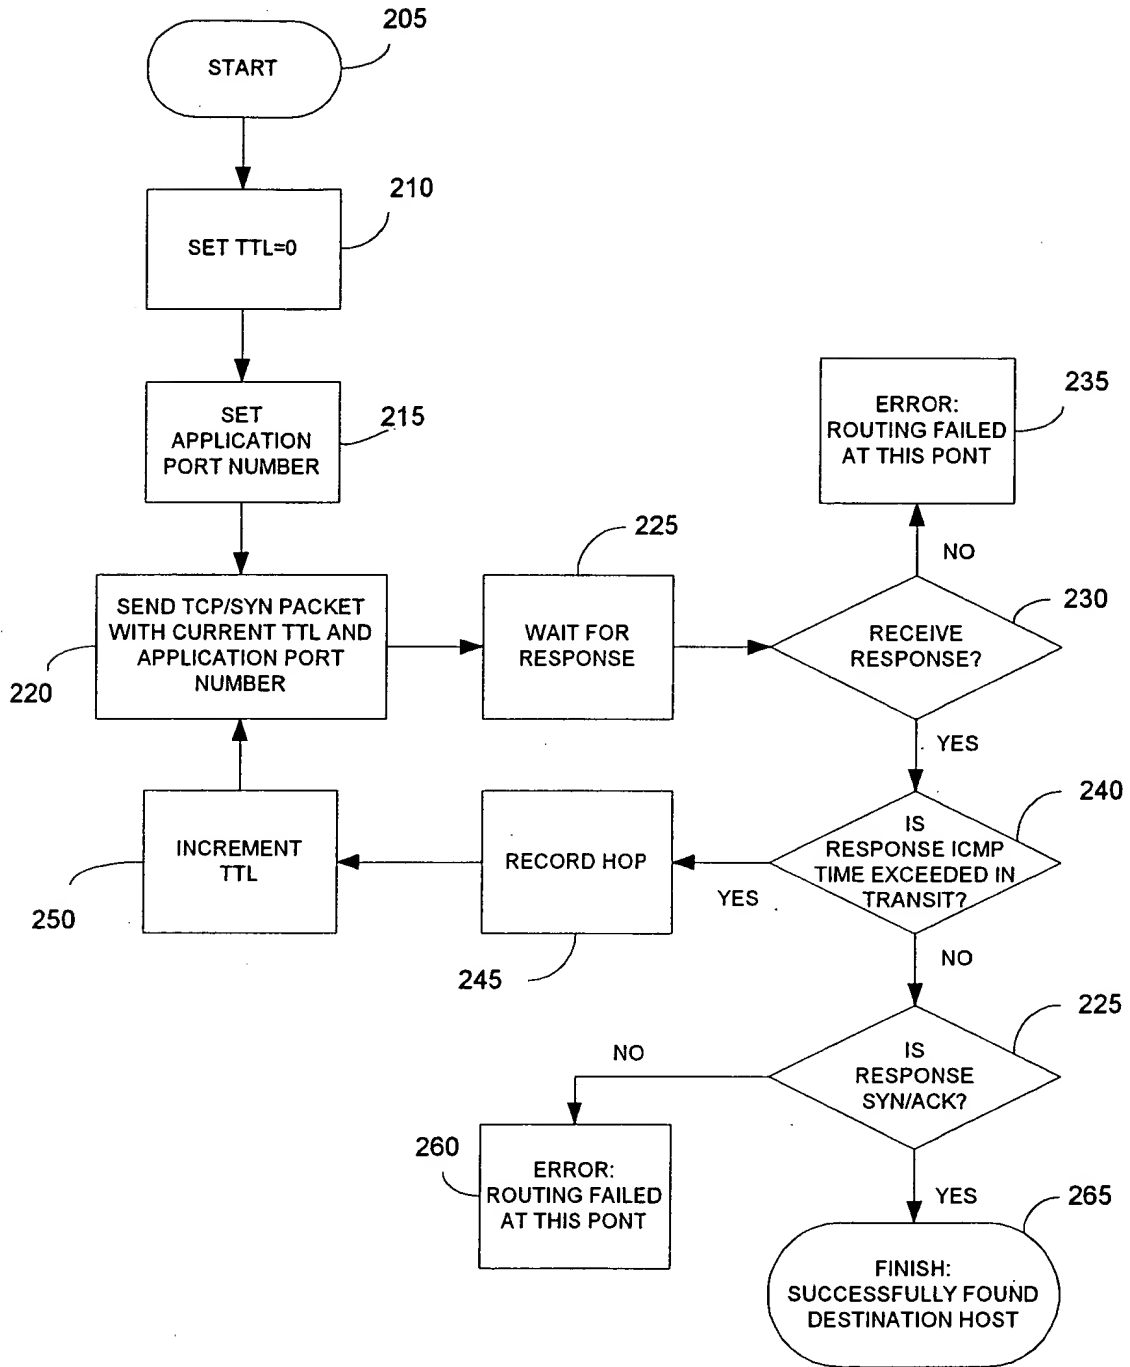 205
START
210
SET TTL=0
215
SET
APPLICATION
PORT NUMBER
235
ERROR:
ROUTING FAILED
AT THIS PONT
NO
225
SEND TCP/SYN PACKET
WITH CURRENT TTL AND
APPLICATION PORT
NUMBER
220
WAIT FOR
RESPONSE
230
RECEIVE
RESPONSE?
YES
240
IS
RESPONSE ICMP
TIME EXCEEDED IN
TRANSIT?
YES
RECORD HOP
245
INCREMENT
TTL
250
NO
225
IS
RESPONSE
SYN/ACK?
NO
260
ERROR:
ROUTING FAILED
AT THIS PONT
YES
265
FINISH:
SUCCESSFULLY FOUND
DESTINATION HOST